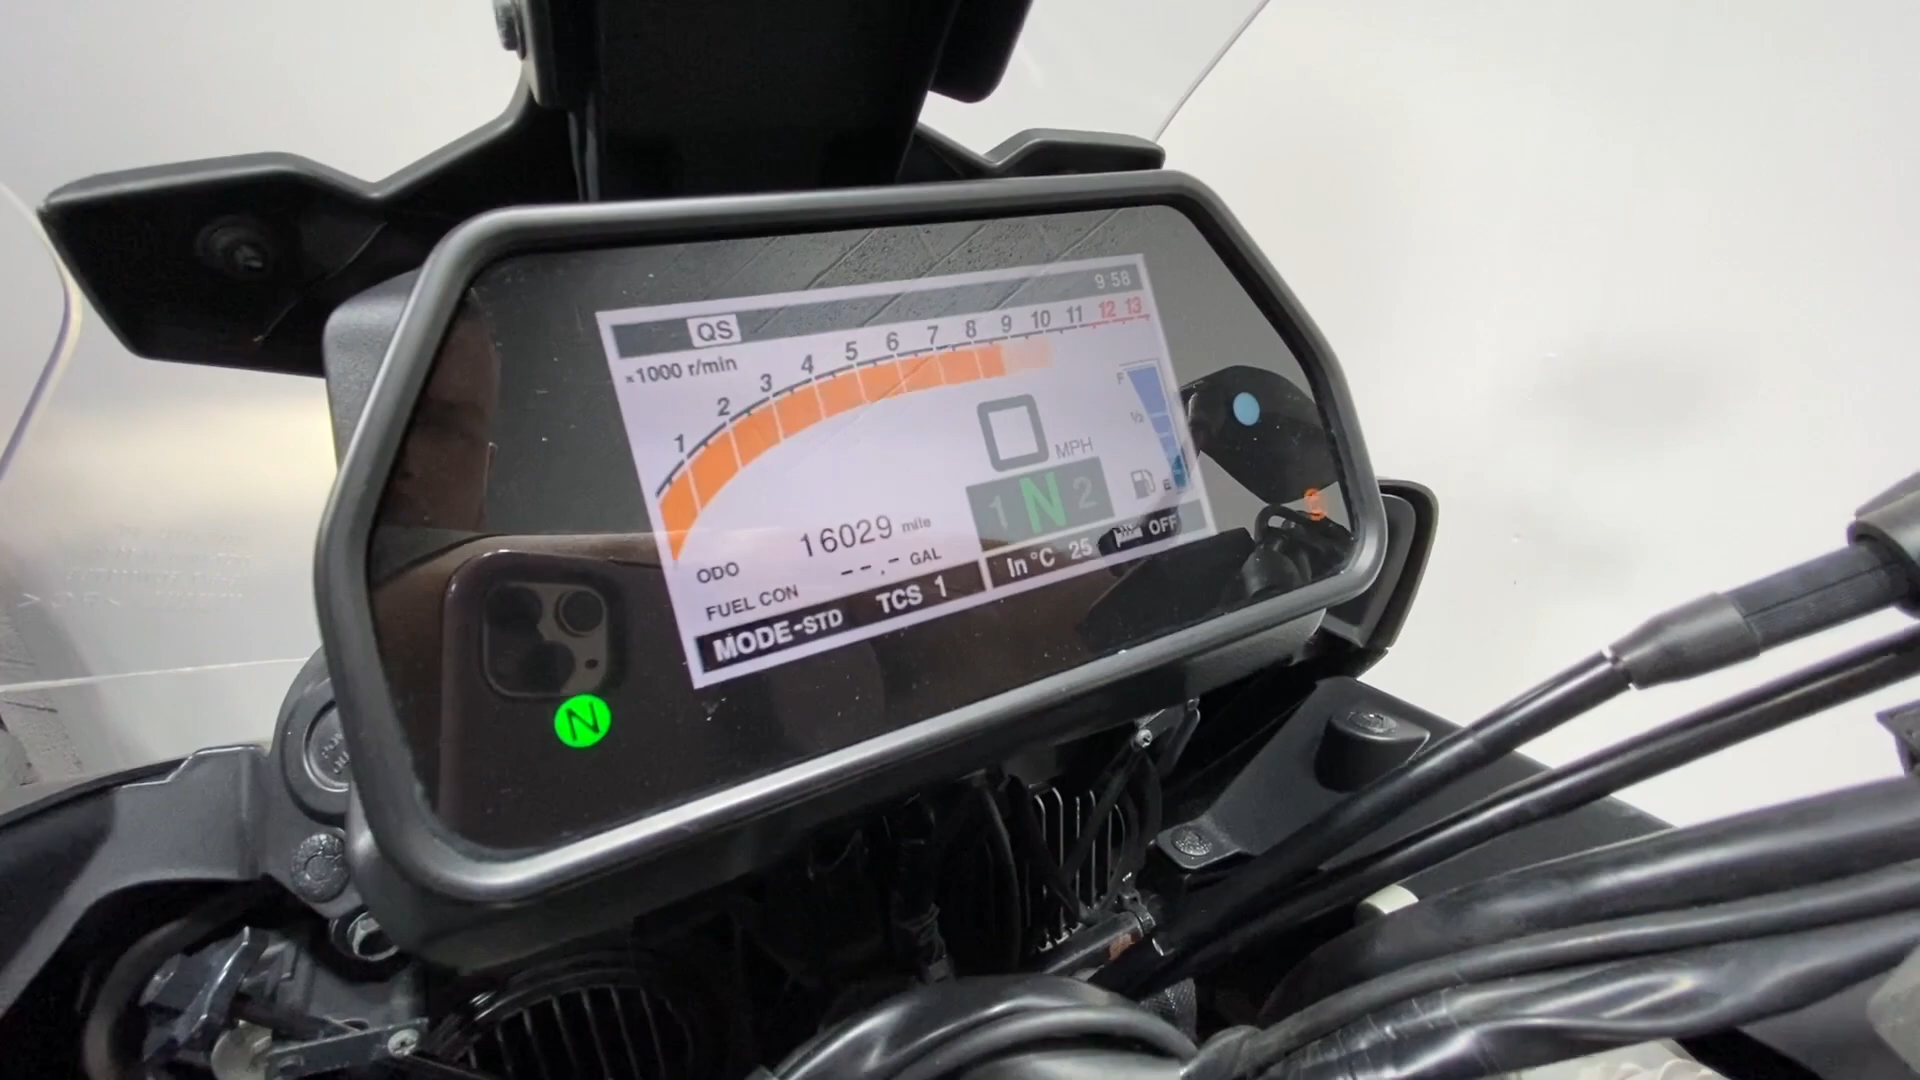 9:58
QS
×1000 r/min
1 2 3 4 5 6 7 8 9 10 11 12 13
F
½
E
0 MPH
1 N 2
ODO 16029 mile
FUEL CON --.- GAL
MODE-STD TCS 1
In °C 25 OFF
N